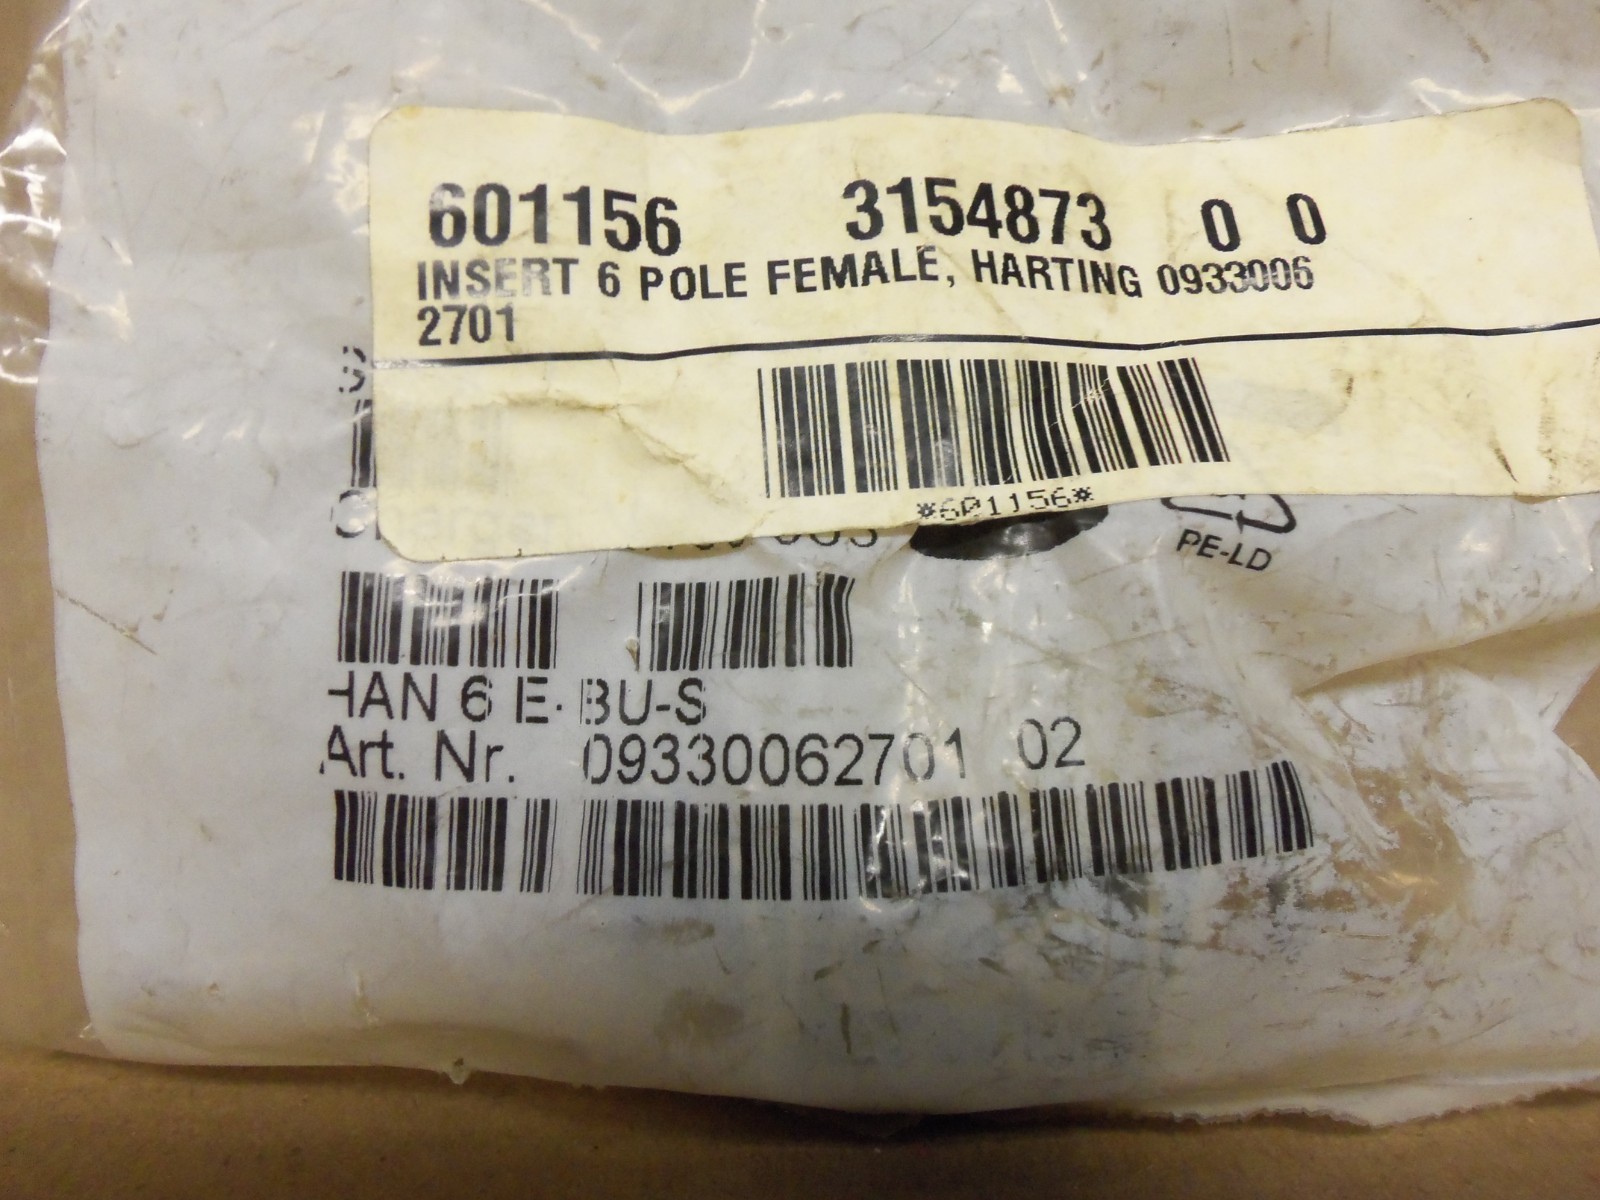 601156 3154873 0 0
INSERT 6 POLE FEMALE, HARTING 0933006
2701
*601156*
PE-LD
HAN 6 E-BU-S
Art. Nr. 09330062701 02